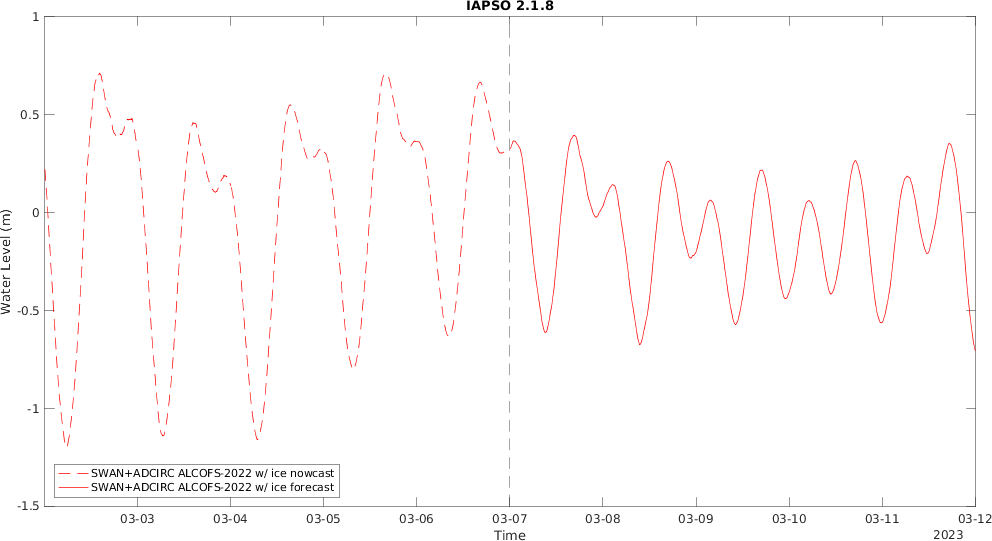 IAPSO 2.1.8
1
0.5
0
-0.5
-1
-1.5
Water Level (m)
SWAN+ADCIRC ALCOFS-2022 w/ ice nowcast
SWAN+ADCIRC ALCOFS-2022 w/ ice forecast
03-03 03-04 03-05 03-06 03-07 03-08 03-09 03-10 03-11 03-12
Time
2023